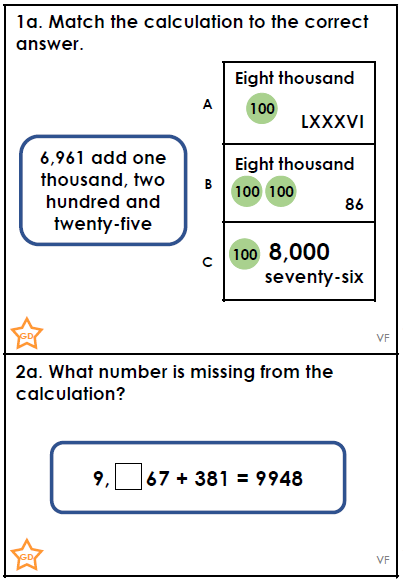 1a. Match the calculation to the correct
answer.
6,961 add one
thousand, two
hundred and
twenty-five
A
Eight thousand
100
LXXXVI
B
Eight thousand
100 100
86
C
100 8,000
seventy-six
GD
VF
2a. What number is missing from the
calculation?
9, 67 + 381 = 9948
GD
VF